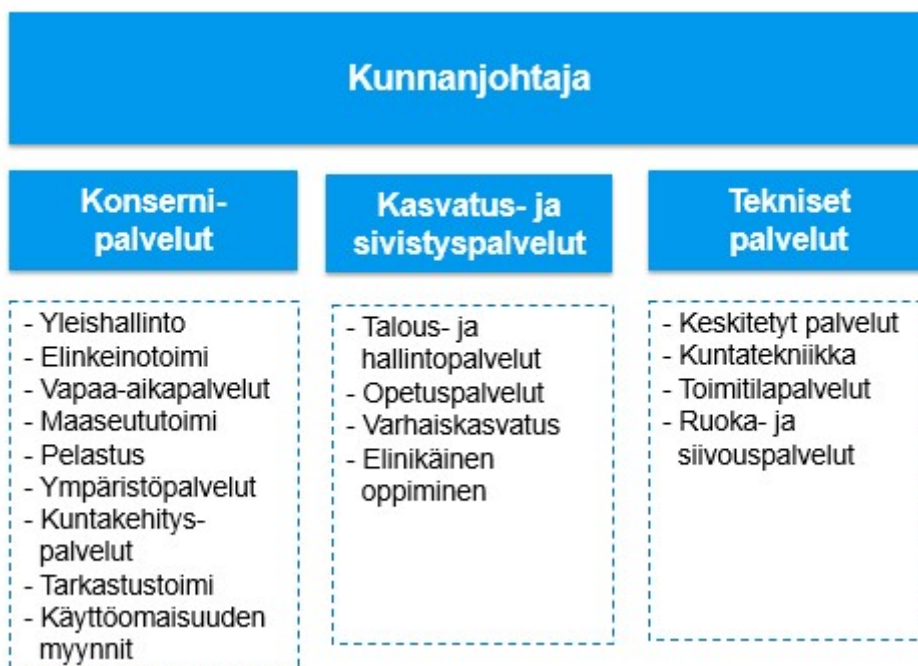 Kunnanjohtaja
Konserni-
palvelut
- Yleishallinto
- Elinkeinotoimi
- Vapaa-aikapalvelut
- Maaseututoimi
- Pelastus
- Ympäristöpalvelut
- Kuntakehitys-
palvelut
- Tarkastustoimi
- Käyttöomaisuuden
myynnit
Kasvatus- ja
sivistyspalvelut
- Talous- ja
hallintopalvelut
- Opetuspalvelut
- Varhaiskasvatus
- Elinikäinen
oppiminen
Tekniset
palvelut
- Keskitetyt palvelut
- Kuntatekniikka
- Toimitilapalvelut
- Ruoka- ja
siivouspalvelut